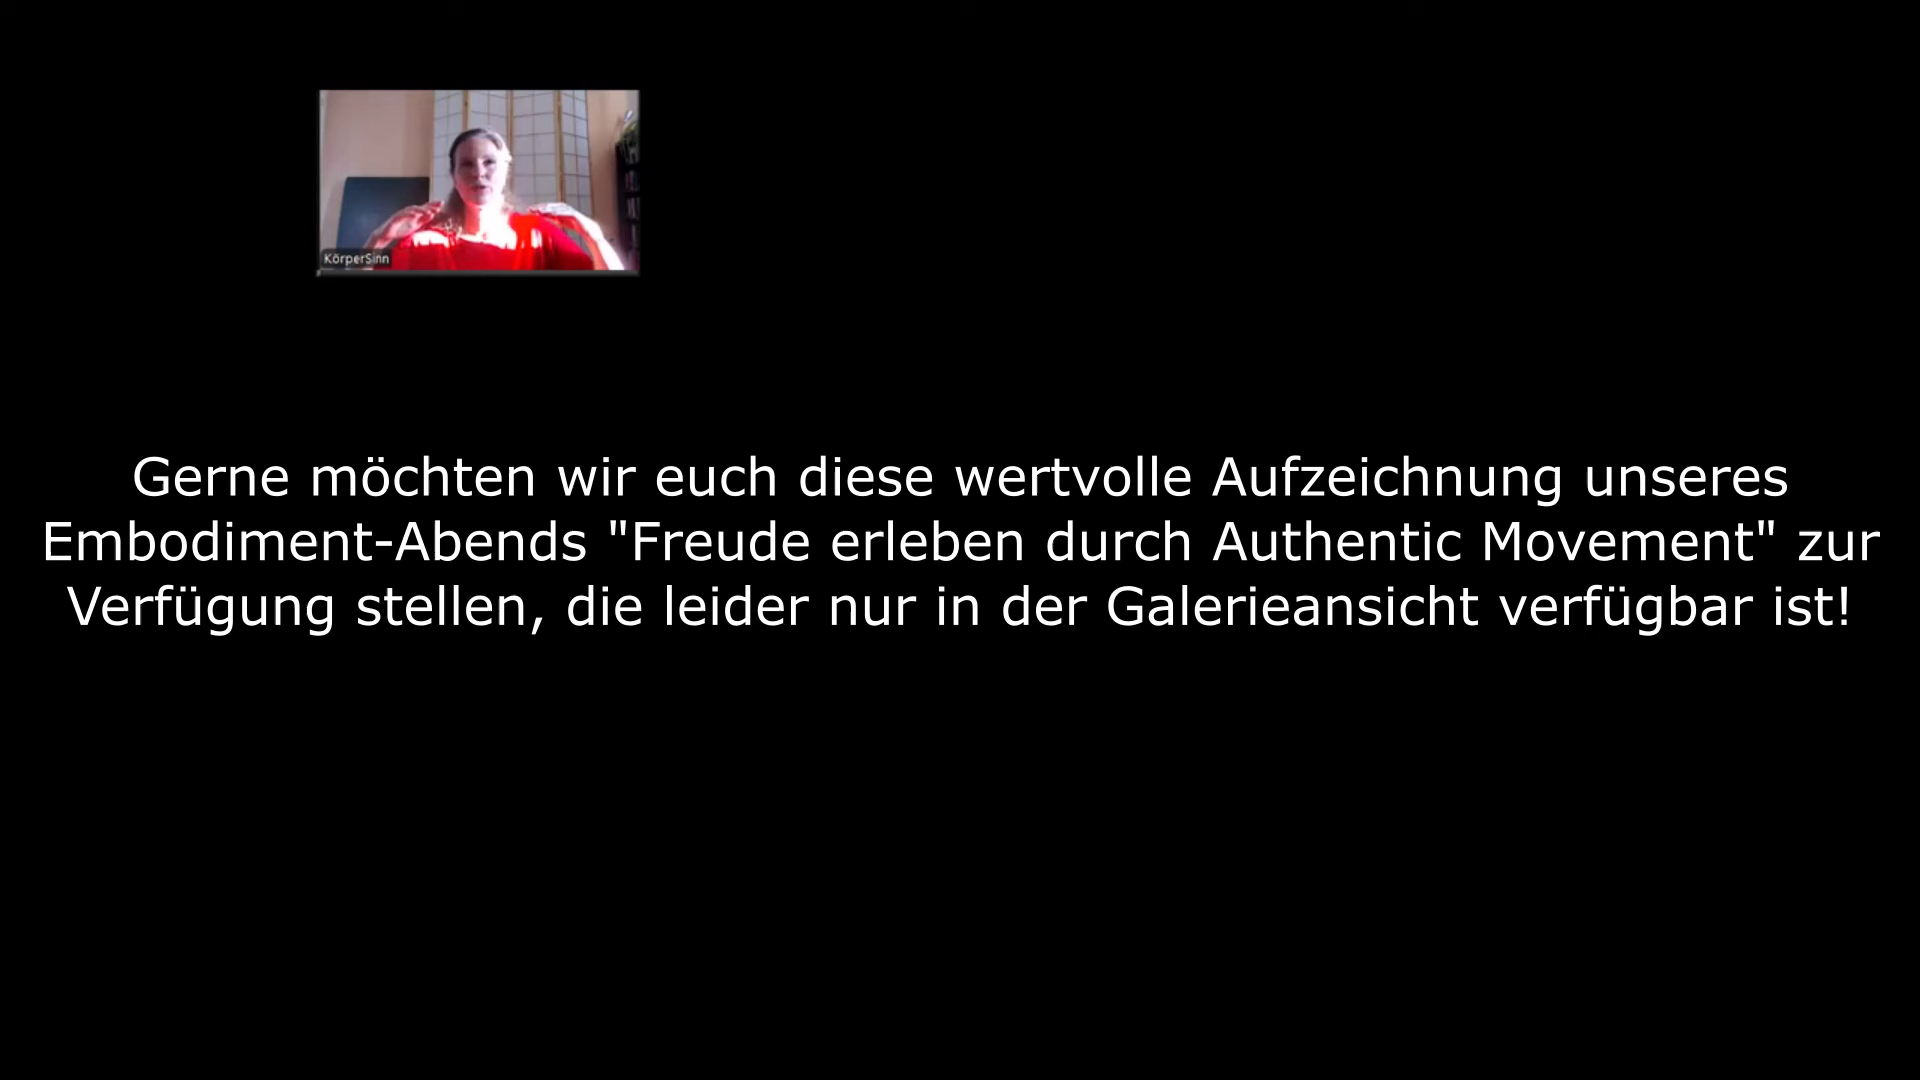 KörperSinn
Gerne möchten wir euch diese wertvolle Aufzeichnung unseres
Embodiment-Abends "Freude erleben durch Authentic Movement" zur
Verfügung stellen, die leider nur in der Galerieansicht verfügbar ist!